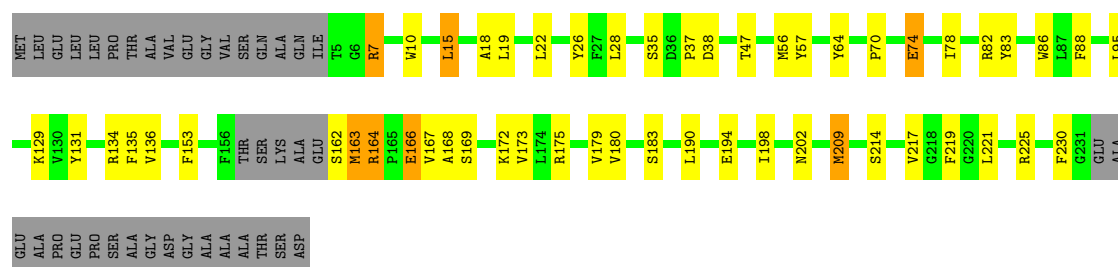 MET LEU GLU LEU LEU PRO THR ALA VAL GLU GLY VAL SER GLN ALA GLN ILE T5 G6 R7 W10 L15 A18 L19 L22 Y26 F27 L28 S35 D36 P37 D38 T47 M56 Y57 Y64 P70 E74 I78 R82 Y83 W86 L87 F88 L95
K129 V130 Y131 R134 F135 V136 F153 F156 THR SER LYS ALA GLU S162 M163 R164 P165 E166 V167 A168 S169 K172 V173 L174 R175 V179 V180 S183 L190 E194 I198 N202 M209 S214 V217 G218 F219 G220 L221 R225 F230 G231 GLU ALA
GLU ALA PRO GLU PRO SER ALA GLY ASP GLY ALA ALA ALA THR SER ASP